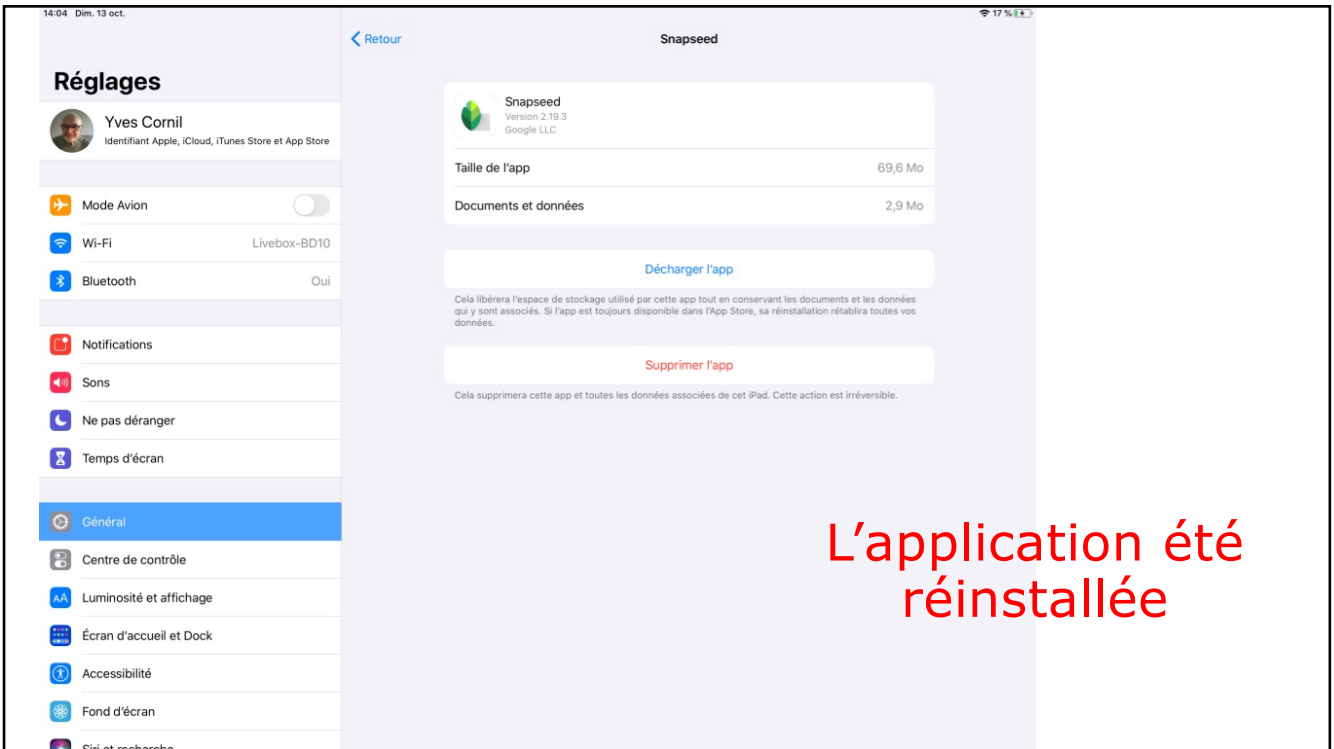 14:04 Dim. 13 oct.
17 %
Retour
Snapseed
Réglages
Yves Cornil
Identifiant Apple, iCloud, iTunes Store et App Store
Mode Avion
Wi-Fi Livebox-BD10
Bluetooth Oui
Notifications
Sons
Ne pas déranger
Temps d'écran
Général
Centre de contrôle
AA Luminosité et affichage
Écran d'accueil et Dock
Accessibilité
Fond d'écran
Siri et recherche
Snapseed
Version 2.19.3
Google LLC
Taille de l'app 69,6 Mo
Documents et données 2,9 Mo
Décharger l'app
Cela libérera l'espace de stockage utilisé par cette app tout en conservant les documents et les données
qui y sont associés. Si l'app est toujours disponible dans l'App Store, sa réinstallation rétablira toutes vos
données.
Supprimer l'app
Cela supprimera cette app et toutes les données associées de cet iPad. Cette action est irréversible.
L'application été
réinstallée